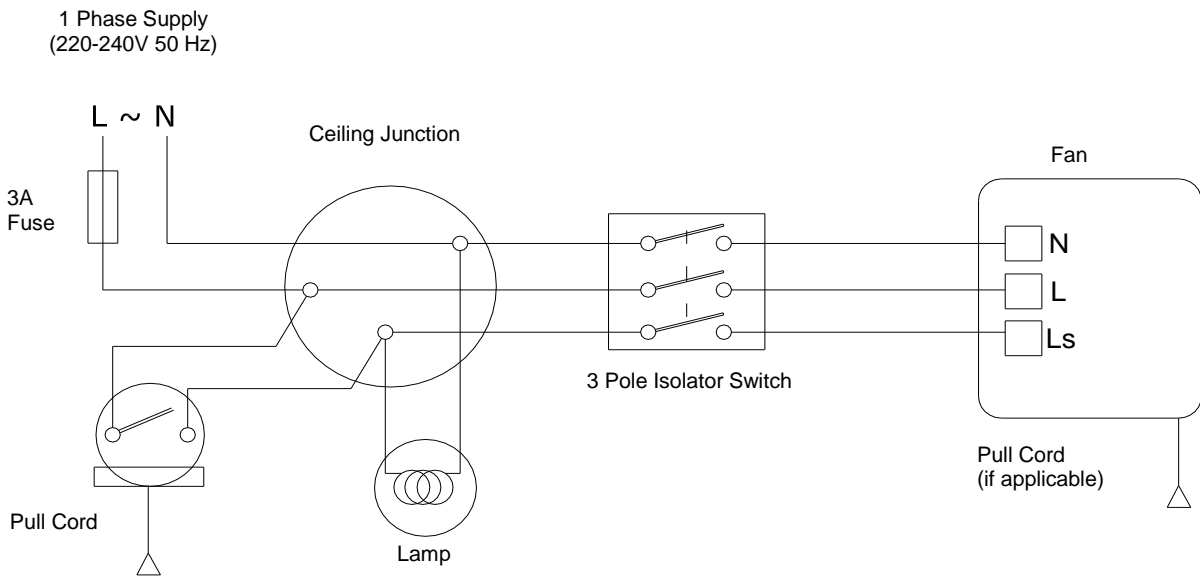 1 Phase Supply
(220-240V 50 Hz)
L ~ N
Ceiling Junction
Fan
3A
Fuse
N
L
Ls
3 Pole Isolator Switch
Pull Cord
(if applicable)
Pull Cord
Lamp